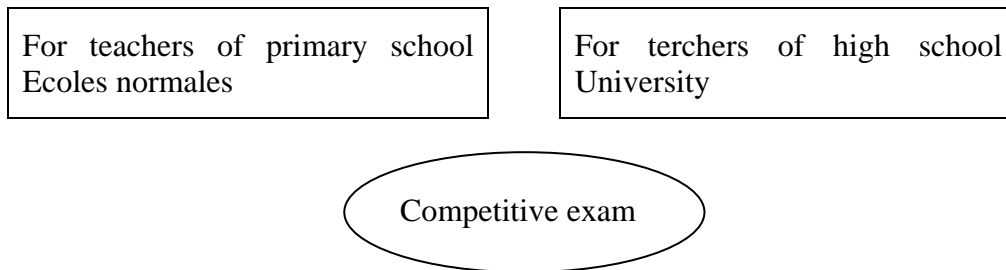 For teachers of primary school
Ecoles normales
For terchers of high school
University
Competitive exam